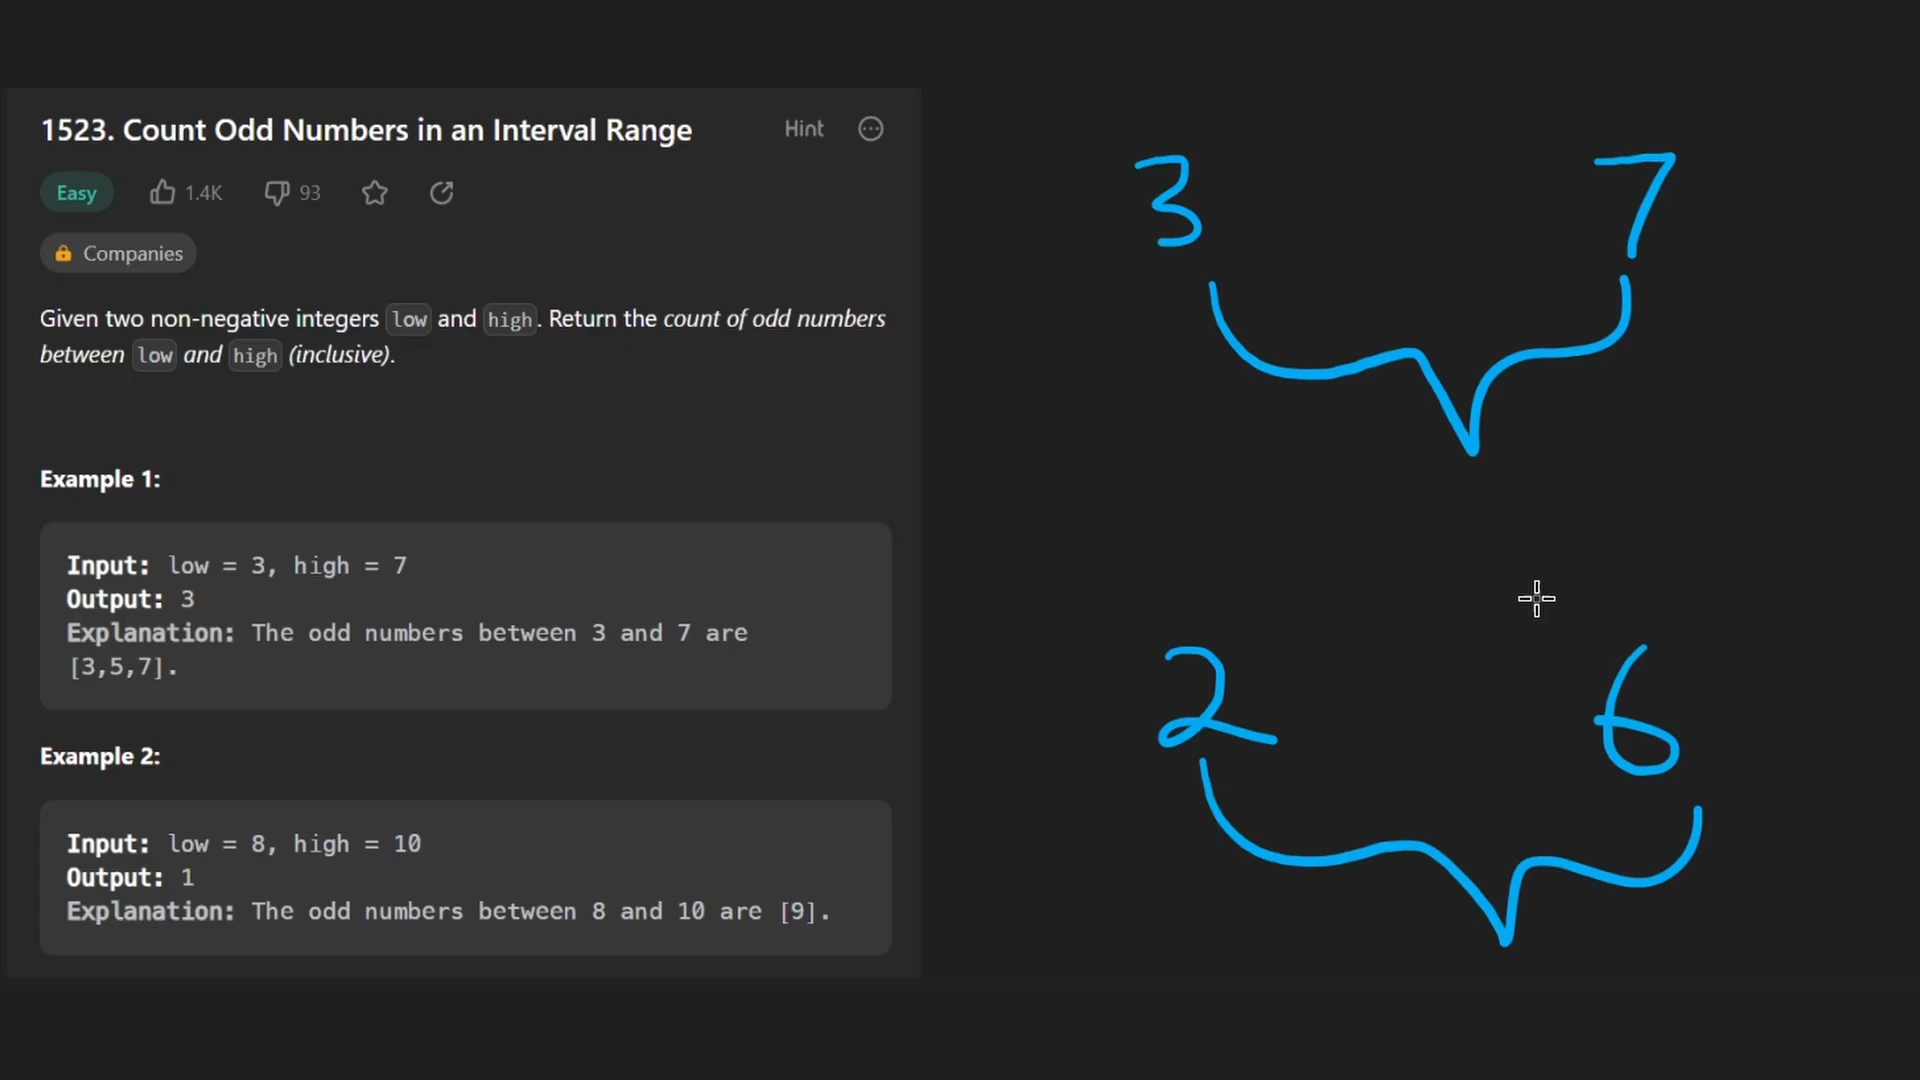 1523. Count Odd Numbers in an Interval Range
Hint
Easy
1.4K
93
Companies
Given two non-negative integers low and high. Return the count of odd numbers
between low and high (inclusive).
Example 1:
Input: low = 3, high = 7
Output: 3
Explanation: The odd numbers between 3 and 7 are
[3,5,7].
Example 2:
Input: low = 8, high = 10
Output: 1
Explanation: The odd numbers between 8 and 10 are [9].
3 7
2 6